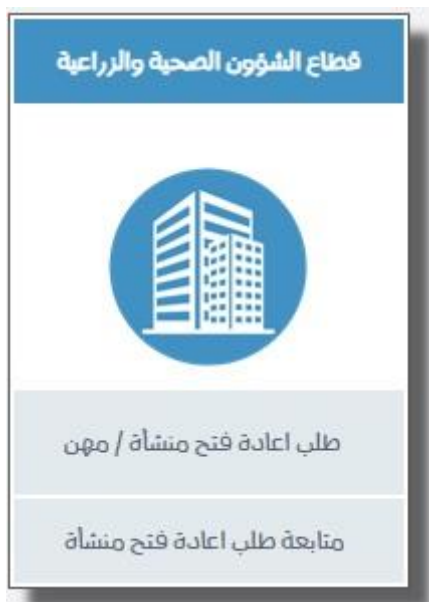 قطاع الشؤون الصحية والزراعية
طلب اعادة فتح منشأة / مهن
متابعة طلب اعادة فتح منشأة